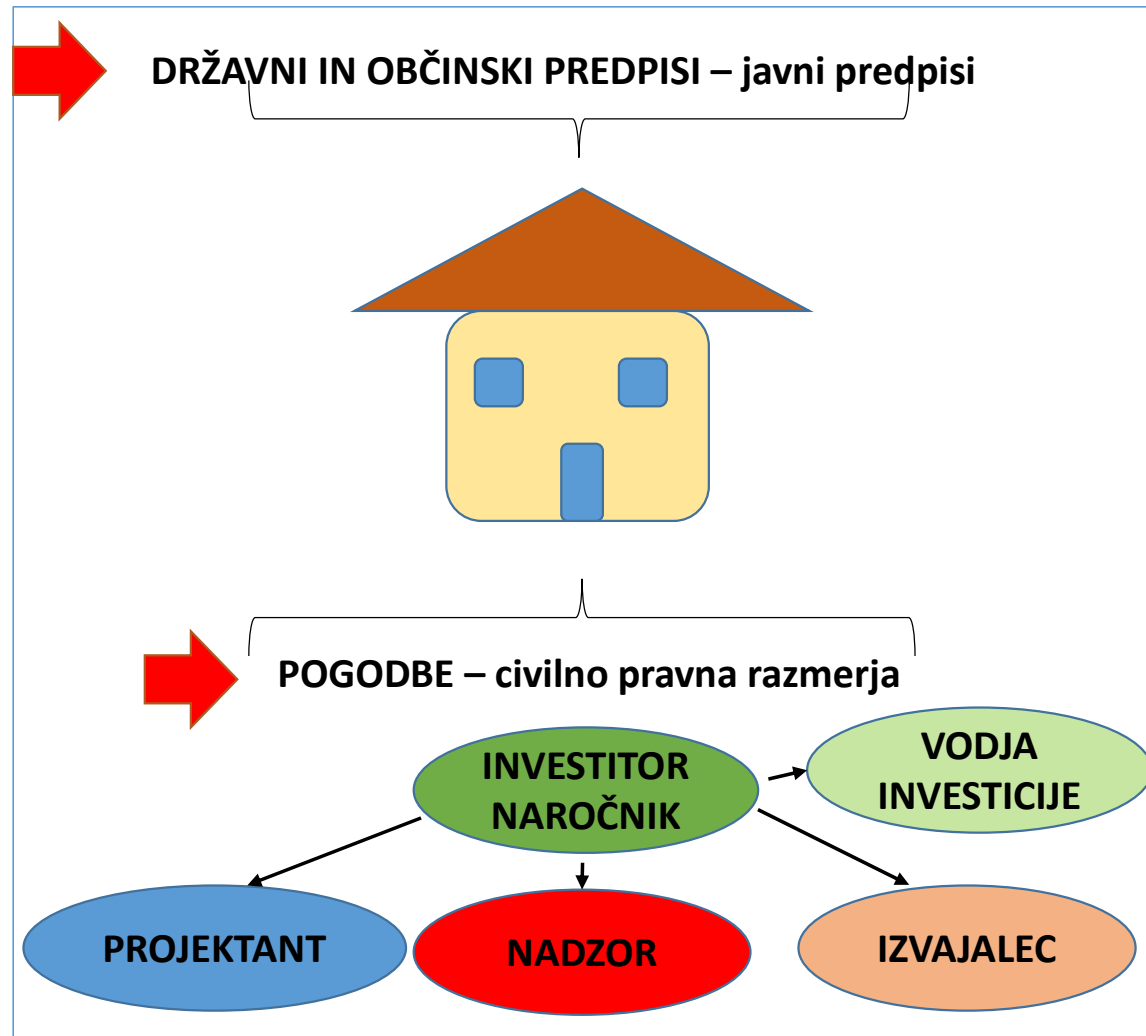 DRŽAVNI IN OBČINSKI PREDPISI – javni predpisi
POGODBE – civilno pravna razmerja
INVESTITOR
NAROČNIK
VODJA
INVESTICIJE
PROJEKTANT
NADZOR
IZVAJALEC